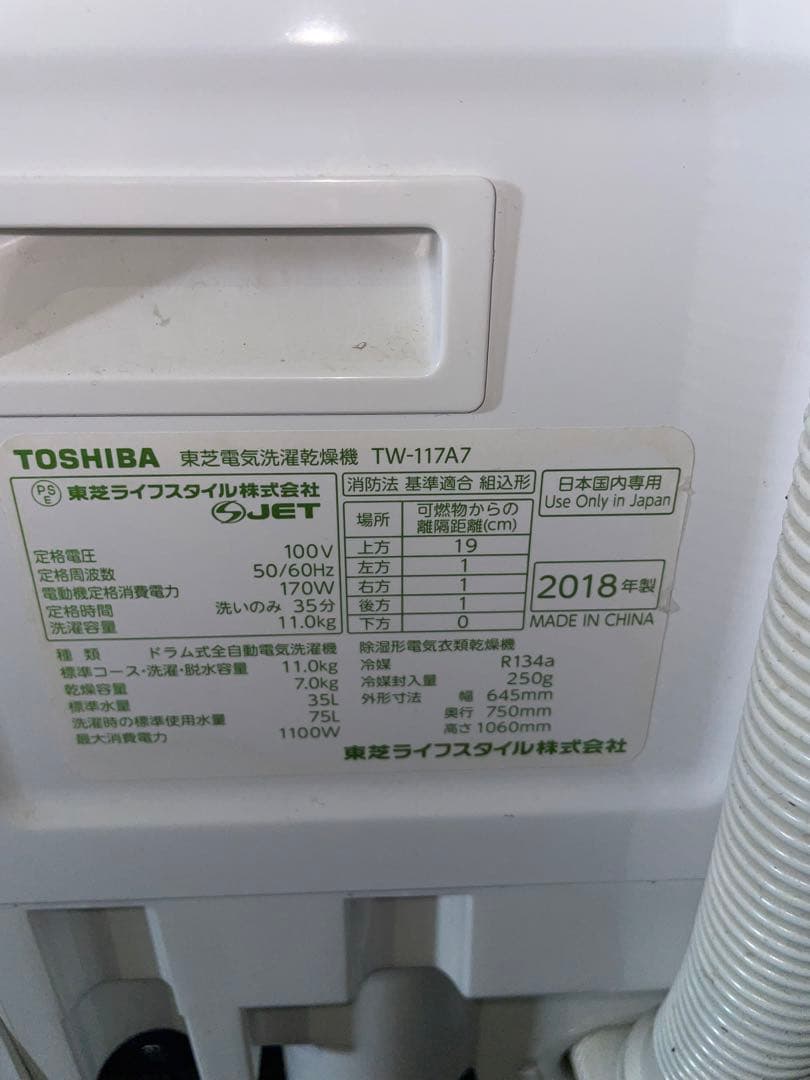 TOSHIBA 東芝電気洗濯乾燥機 TW-117A7
PSE 東芝ライフスタイル株式会社
SJET
定格電圧 100V
定格周波数 50/60Hz
電動機定格消費電力 170W
定格時間 洗いのみ 35分
洗濯容量 11.0kg
消防法 基準適合 組込形
場所 可燃物からの離隔距離(cm)
上方 19
左方 1
右方 1
後方 1
下方 0
日本国内専用
Use Only in Japan
2018年製
MADE IN CHINA
種類 ドラム式全自動電気洗濯機
標準コース・洗濯・脱水容量 11.0kg
乾燥容量 7.0kg
標準水量 35L
洗濯時の標準使用水量 75L
最大消費電力 1100W
除湿形電気衣類乾燥機
冷媒 R134a
冷媒封入量 250g
外形寸法 幅 645mm
奥行 750mm
高さ 1060mm
東芝ライフスタイル株式会社